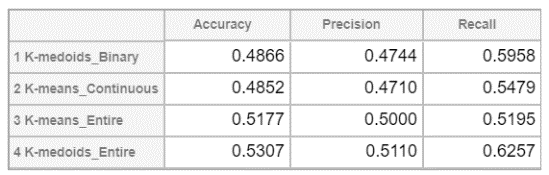 Accuracy Precision Recall
1 K-medoids_Binary 0.4866 0.4744 0.5958
2 K-means_Continuous 0.4852 0.4710 0.5479
3 K-means_Entire 0.5177 0.5000 0.5195
4 K-medoids_Entire 0.5307 0.5110 0.6257